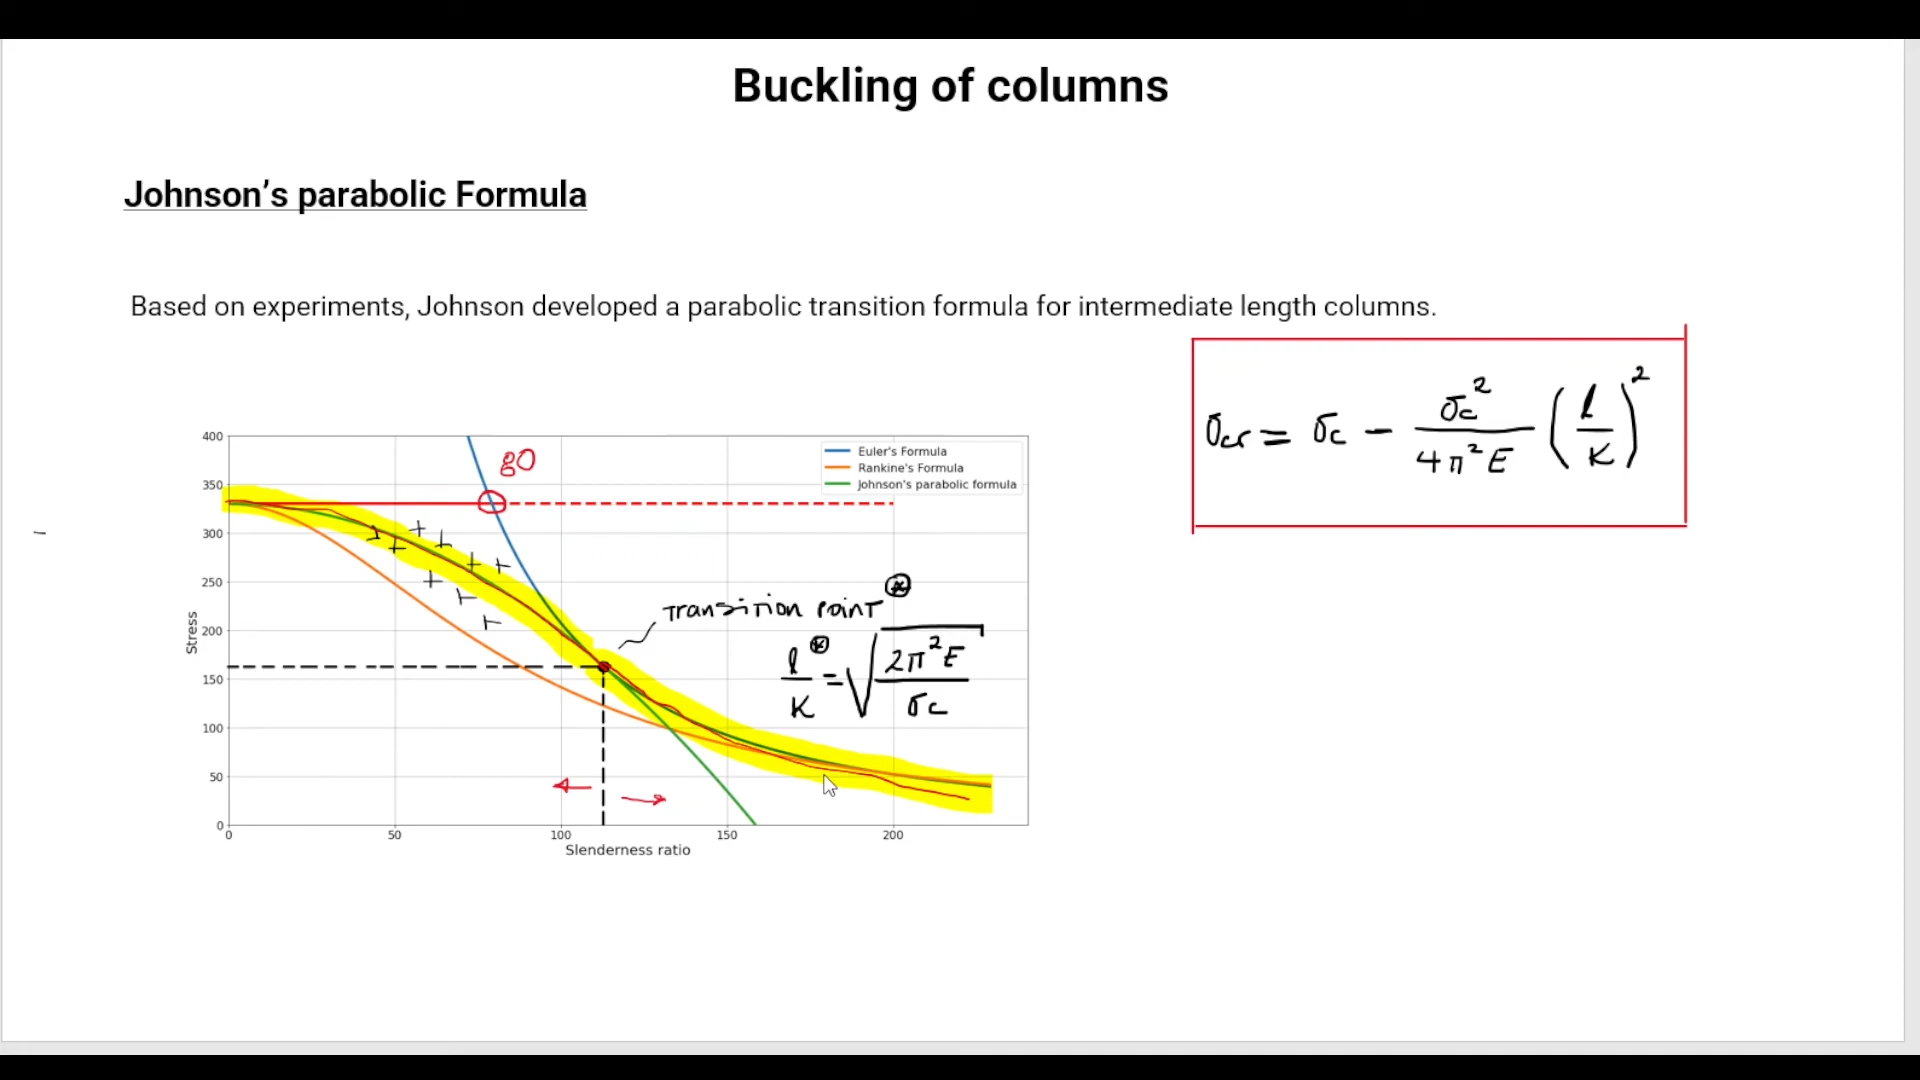 Buckling of columns
Johnson’s parabolic Formula
Based on experiments, Johnson developed a parabolic transition formula for intermediate length columns.
σcr = σc − σc² / 4π²E (l/K)²
400
350
300
250
200
150
100
50
0
Stress
0 50 100 150 200
Slenderness ratio
Euler's Formula
Rankine's Formula
Johnson's parabolic formula
80
Transition point *
l* / K = √(2π²E / σc)